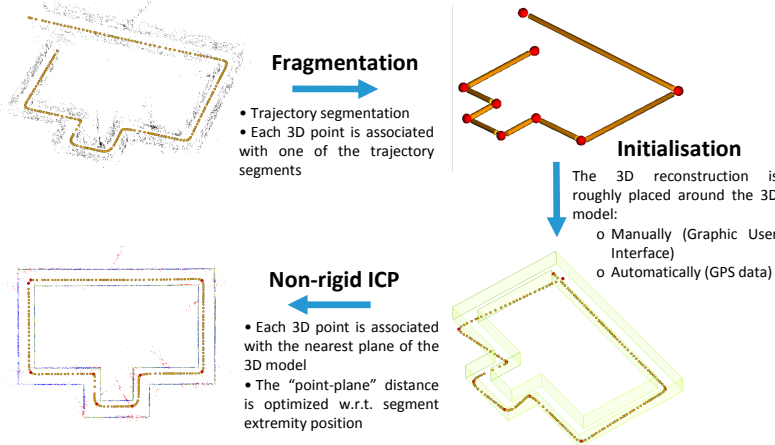 Fragmentation
• Trajectory segmentation
• Each 3D point is associated
with one of the trajectory
segments
Initialisation
The 3D reconstruction is
roughly placed around the 3D
model:
o Manually (Graphic User
Interface)
o Automatically (GPS data)
Non-rigid ICP
• Each 3D point is associated
with the nearest plane of the
3D model
• The “point-plane” distance
is optimized w.r.t. segment
extremity position